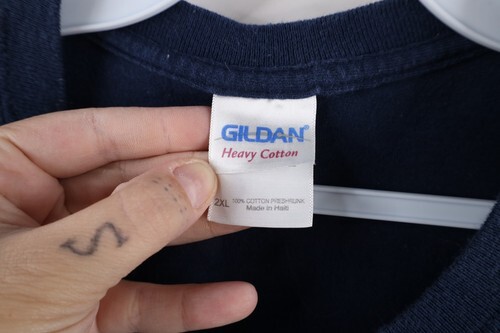 GILDAN®
Heavy Cotton
2XL 100% COTTON PRESHRUNK
Made in Haiti
S